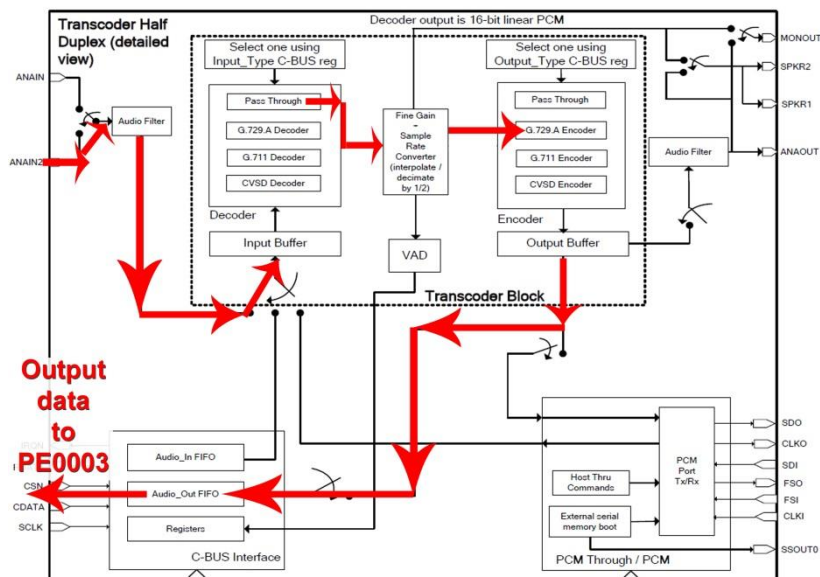 Transcoder Half
Duplex (detailed
view)
Decoder output is 16-bit linear PCM
Select one using
Input_Type C-BUS reg
Select one using
Output_Type C-BUS reg
MONOUT
SPKR2
SPKR1
ANAOUT
ANAIN
ANAIN2
Audio Filter
Pass Through
G.729.A Decoder
G.711 Decoder
CVSD Decoder
Decoder
Input Buffer
Fine Gain
Sample
Rate
Converter
(interpolate /
decimate
by 1/2)
VAD
Pass Through
G.729.A Encoder
G.711 Encoder
CVSD Encoder
Encoder
Output Buffer
Audio Filter
Transcoder Block
Output
data
to
PE0003
CSN
CDATA
SCLK
Audio_In FIFO
Audio_Out FIFO
Registers
C-BUS Interface
Host Thru
Commands
External serial
memory boot
PCM
Port
Tx/Rx
PCM Through / PCM
SDO
CLKO
SDI
FSO
FSI
CLKI
SSOUT0